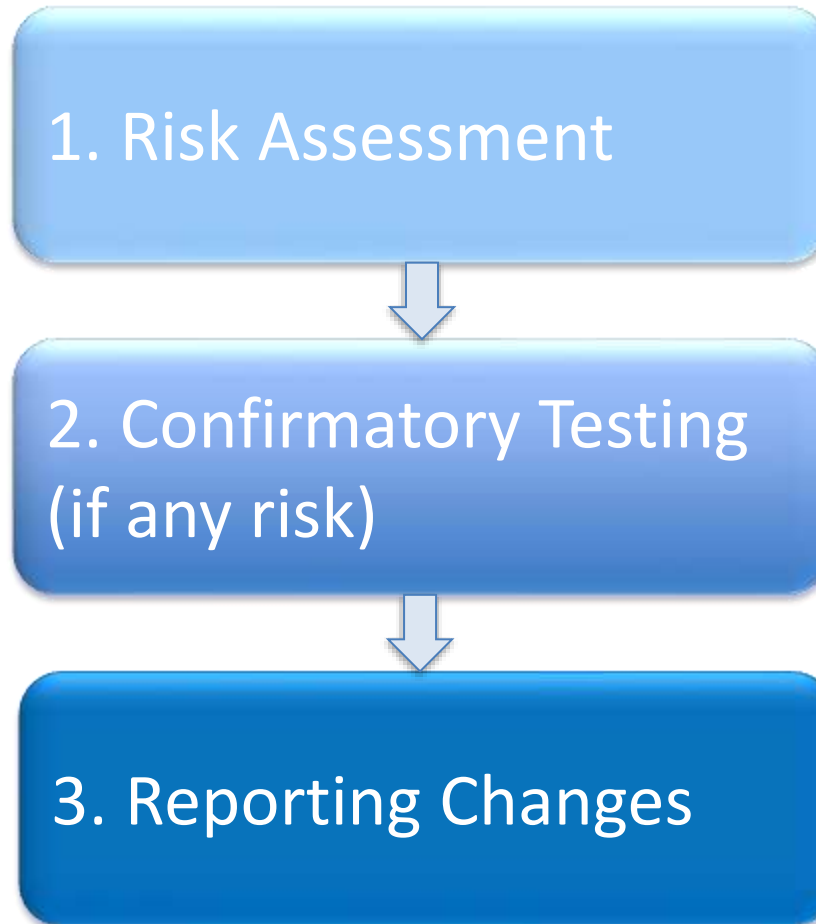 1. Risk Assessment
2. Confirmatory Testing
(if any risk)
3. Reporting Changes